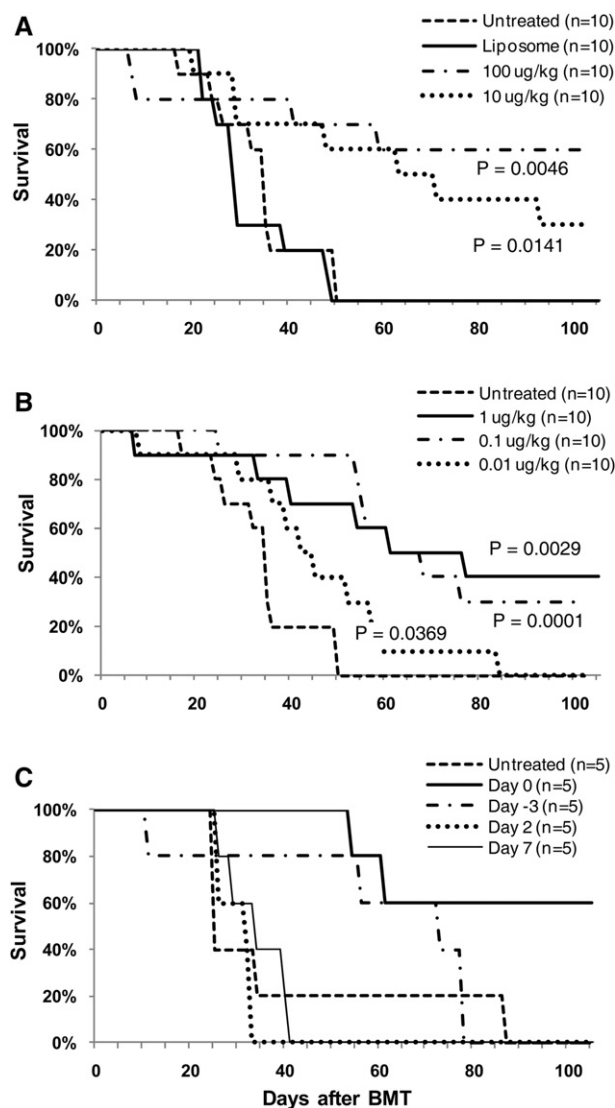 A
Untreated (n=10)
Liposome (n=10)
100 ug/kg (n=10)
10 ug/kg (n=10)
Survival
100%
80%
60%
40%
20%
0%
P = 0.0046
P = 0.0141
0 20 40 60 80 100
B
Untreated (n=10)
1 ug/kg (n=10)
0.1 ug/kg (n=10)
0.01 ug/kg (n=10)
Survival
100%
80%
60%
40%
20%
0%
P = 0.0029
P = 0.0001
P = 0.0369
0 20 40 60 80 100
C
Untreated (n=5)
Day 0 (n=5)
Day -3 (n=5)
Day 2 (n=5)
Day 7 (n=5)
Survival
100%
80%
60%
40%
20%
0%
0 20 40 60 80 100
Days after BMT